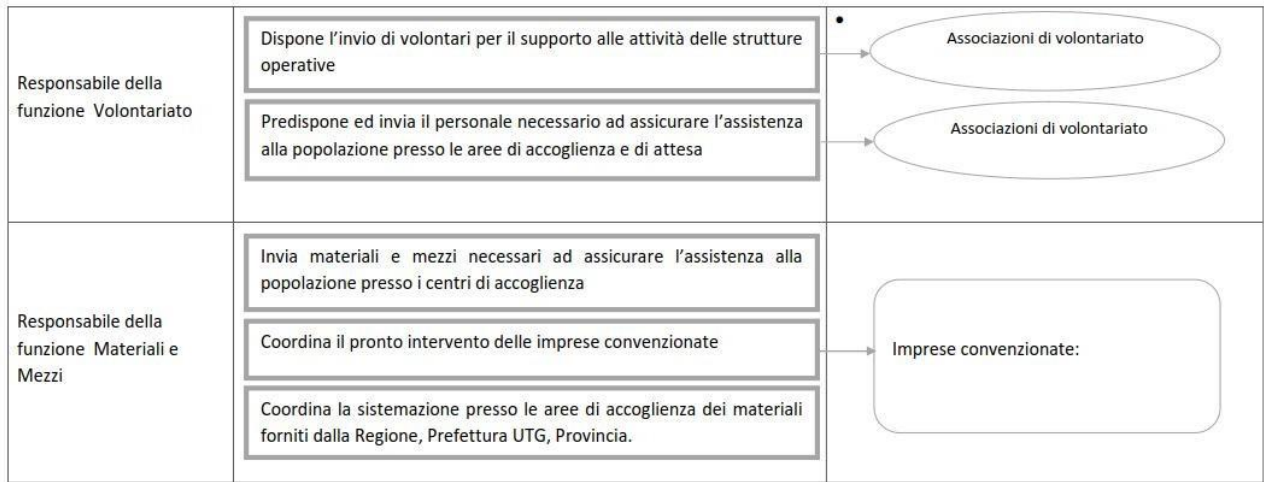 Responsabile della
funzione Volontariato
Dispone l'invio di volontari per il supporto alle attività delle strutture
operative
•
Associazioni di volontariato
Predispone ed invia il personale necessario ad assicurare l'assistenza
alla popolazione presso le aree di accoglienza e di attesa
Associazioni di volontariato
Responsabile della
funzione Materiali e
Mezzi
Invia materiali e mezzi necessari ad assicurare l'assistenza alla
popolazione presso i centri di accoglienza
Coordina il pronto intervento delle imprese convenzionate
Imprese convenzionate:
Coordina la sistemazione presso le aree di accoglienza dei materiali
forniti dalla Regione, Prefettura UTG, Provincia.